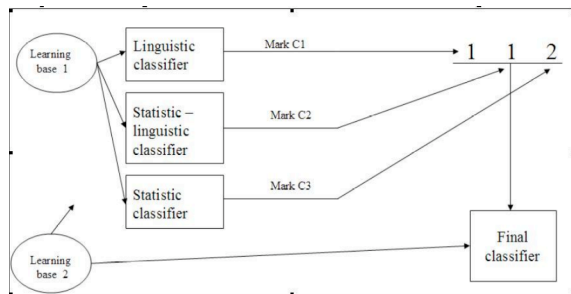 Learning
base 1
Linguistic
classifier
Mark C1
1 1 2
Statistic –
linguistic
classifier
Mark C2
Statistic
classifier
Mark C3
Learning
base 2
Final
classifier